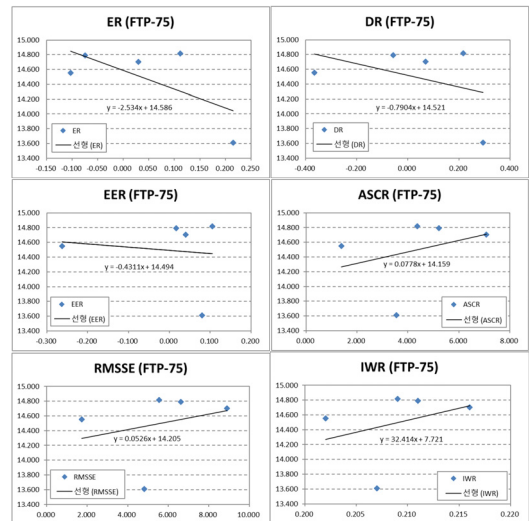 ER (FTP-75)
15.000
14.800
14.600
14.400
14.200
14.000
13.800
13.600
13.400
-0.150 -0.100 -0.050 0.000 0.050 0.100 0.150 0.200 0.250
y = -2.534x + 14.586
ER
선형 (ER)
DR (FTP-75)
15.000
14.800
14.600
14.400
14.200
14.000
13.800
13.600
13.400
-0.400 -0.200 0.000 0.200 0.400
y = -0.7904x + 14.521
DR
선형 (DR)
EER (FTP-75)
15.000
14.800
14.600
14.400
14.200
14.000
13.800
13.600
13.400
-0.300 -0.200 -0.100 0.000 0.100 0.200
y = -0.4311x + 14.494
EER
선형 (EER)
ASCR (FTP-75)
15.000
14.800
14.600
14.400
14.200
14.000
13.800
13.600
13.400
0.000 2.000 4.000 6.000 8.000
y = 0.0778x + 14.159
ASCR
선형 (ASCR)
RMSSE (FTP-75)
15.000
14.800
14.600
14.400
14.200
14.000
13.800
13.600
13.400
0.000 2.000 4.000 6.000 8.000 10.000
y = 0.0526x + 14.205
RMSSE
선형 (RMSSE)
IWR (FTP-75)
15.000
14.800
14.600
14.400
14.200
14.000
13.800
13.600
13.400
0.200 0.205 0.210 0.215 0.220
y = 32.414x + 7.721
IWR
선형 (IWR)